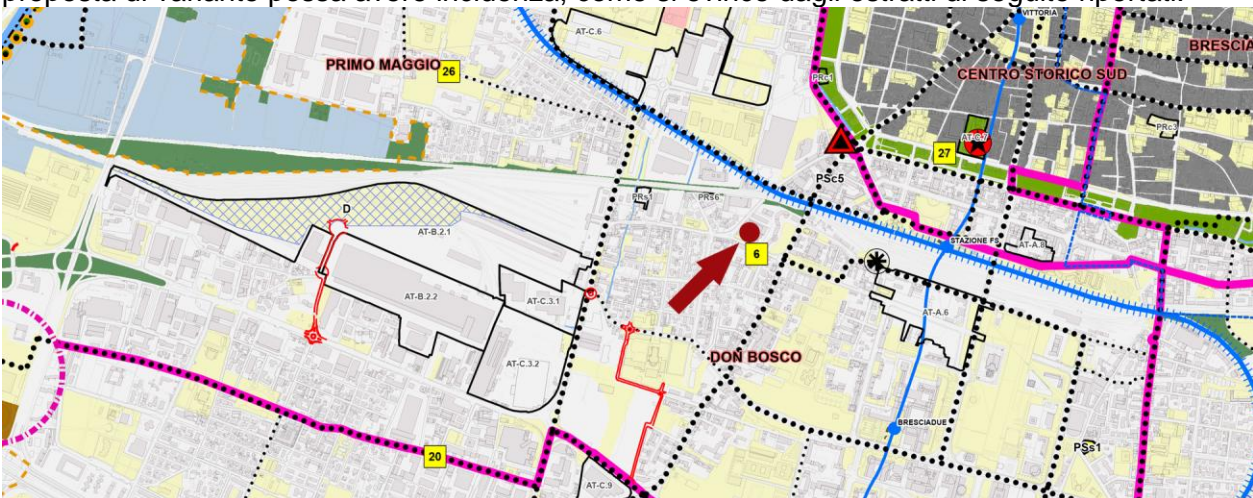 proposta di variante possa avere incidenza, come si evince dagli estratti di seguito riportati.
AT-C.6
VITTORIA
BRESCIA
PRIMO MAGGIO
26
PRc1
CENTRO STORICO SUD
AT-C.7
PRc3
27
PSc5
PRs1
PRs6
D
AT-B.2.1
6
STAZIONE FS
AT-A.8
AT-B.2.2
AT-C.3.1
AT-A.6
AT-C.3.2
DON BOSCO
BRESCIADUE
PSs1
20
AT-C.9